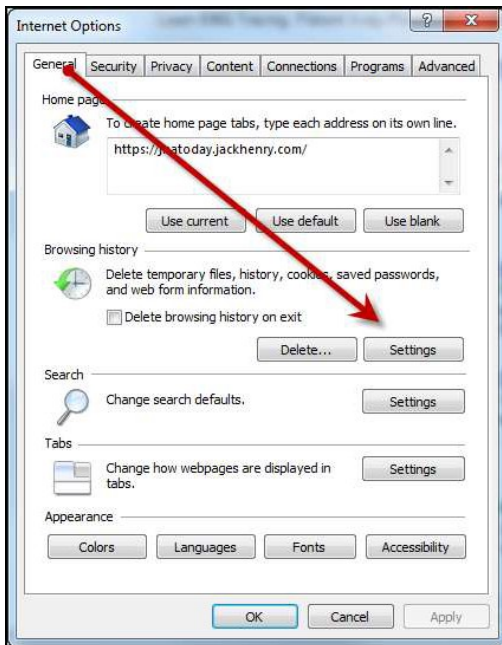 Internet Options
General Security Privacy Content Connections Programs Advanced
Home page
To create home page tabs, type each address on its own line.
https://jhatoday.jackhenry.com/
Use current Use default Use blank
Browsing history
Delete temporary files, history, cookies, saved passwords,
and web form information.
Delete browsing history on exit
Delete... Settings
Search
Change search defaults.
Settings
Tabs
Change how webpages are displayed in
tabs.
Settings
Appearance
Colors Languages Fonts Accessibility
OK Cancel Apply